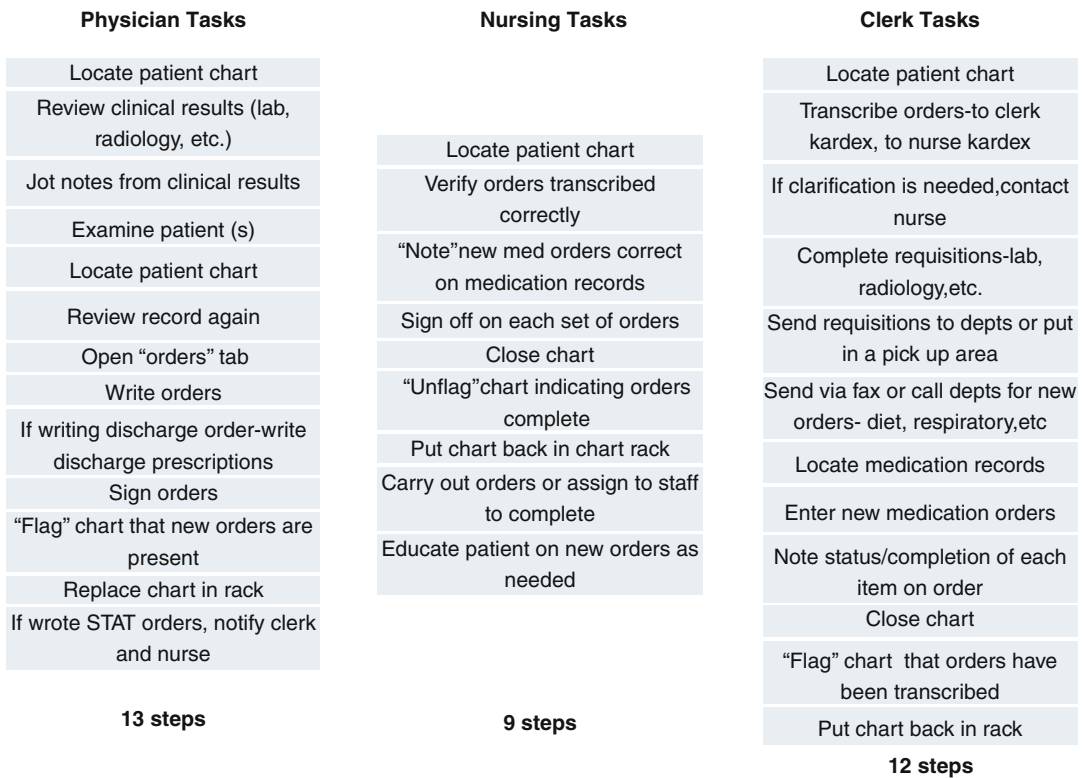 Physician Tasks
Locate patient chart
Review clinical results (lab,
radiology, etc.)
Jot notes from clinical results
Examine patient (s)
Locate patient chart
Review record again
Open “orders” tab
Write orders
If writing discharge order-write
discharge prescriptions
Sign orders
“Flag” chart that new orders are
present
Replace chart in rack
If wrote STAT orders, notify clerk
and nurse
13 steps
Nursing Tasks
Locate patient chart
Verify orders transcribed
correctly
“Note”new med orders correct
on medication records
Sign off on each set of orders
Close chart
“Unflag”chart indicating orders
complete
Put chart back in chart rack
Carry out orders or assign to staff
to complete
Educate patient on new orders as
needed
9 steps
Clerk Tasks
Locate patient chart
Transcribe orders-to clerk
kardex, to nurse kardex
If clarification is needed,contact
nurse
Complete requisitions-lab,
radiology,etc.
Send requisitions to depts or put
in a pick up area
Send via fax or call depts for new
orders- diet, respiratory,etc
Locate medication records
Enter new medication orders
Note status/completion of each
item on order
Close chart
“Flag” chart that orders have
been transcribed
Put chart back in rack
12 steps